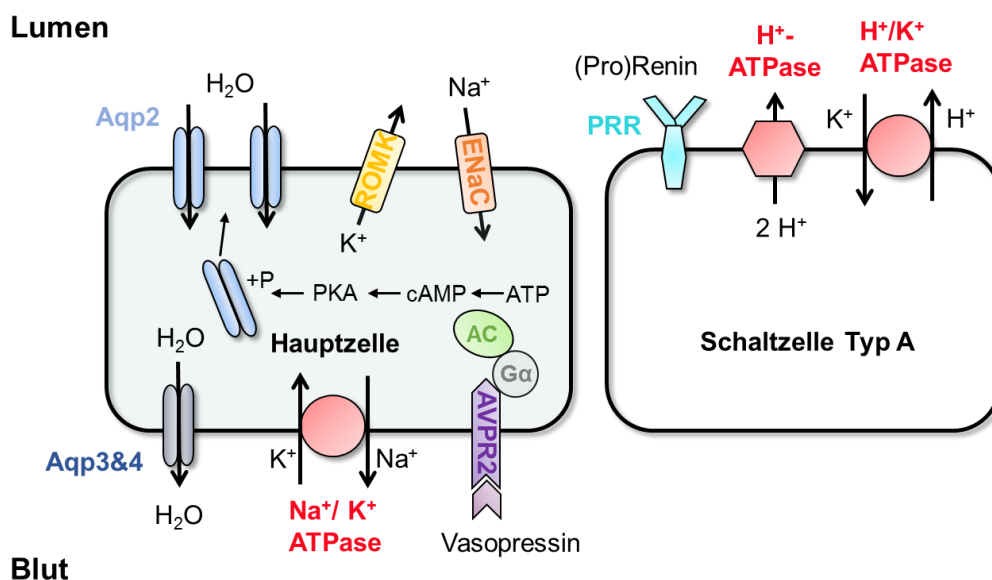 Lumen
H₂O
Aqp2
ROMK
K⁺
Na⁺
ENaC
+P
PKA
cAMP
ATP
AC
Gα
AVPR2
Hauptzelle
H₂O
Aqp3&4
H₂O
K⁺
Na⁺
Na⁺/ K⁺
ATPase
Vasopressin
Blut
(Pro)Renin
PRR
H⁺-
ATPase
2 H⁺
H⁺/K⁺
ATPase
K⁺
H⁺
Schaltzelle Typ A